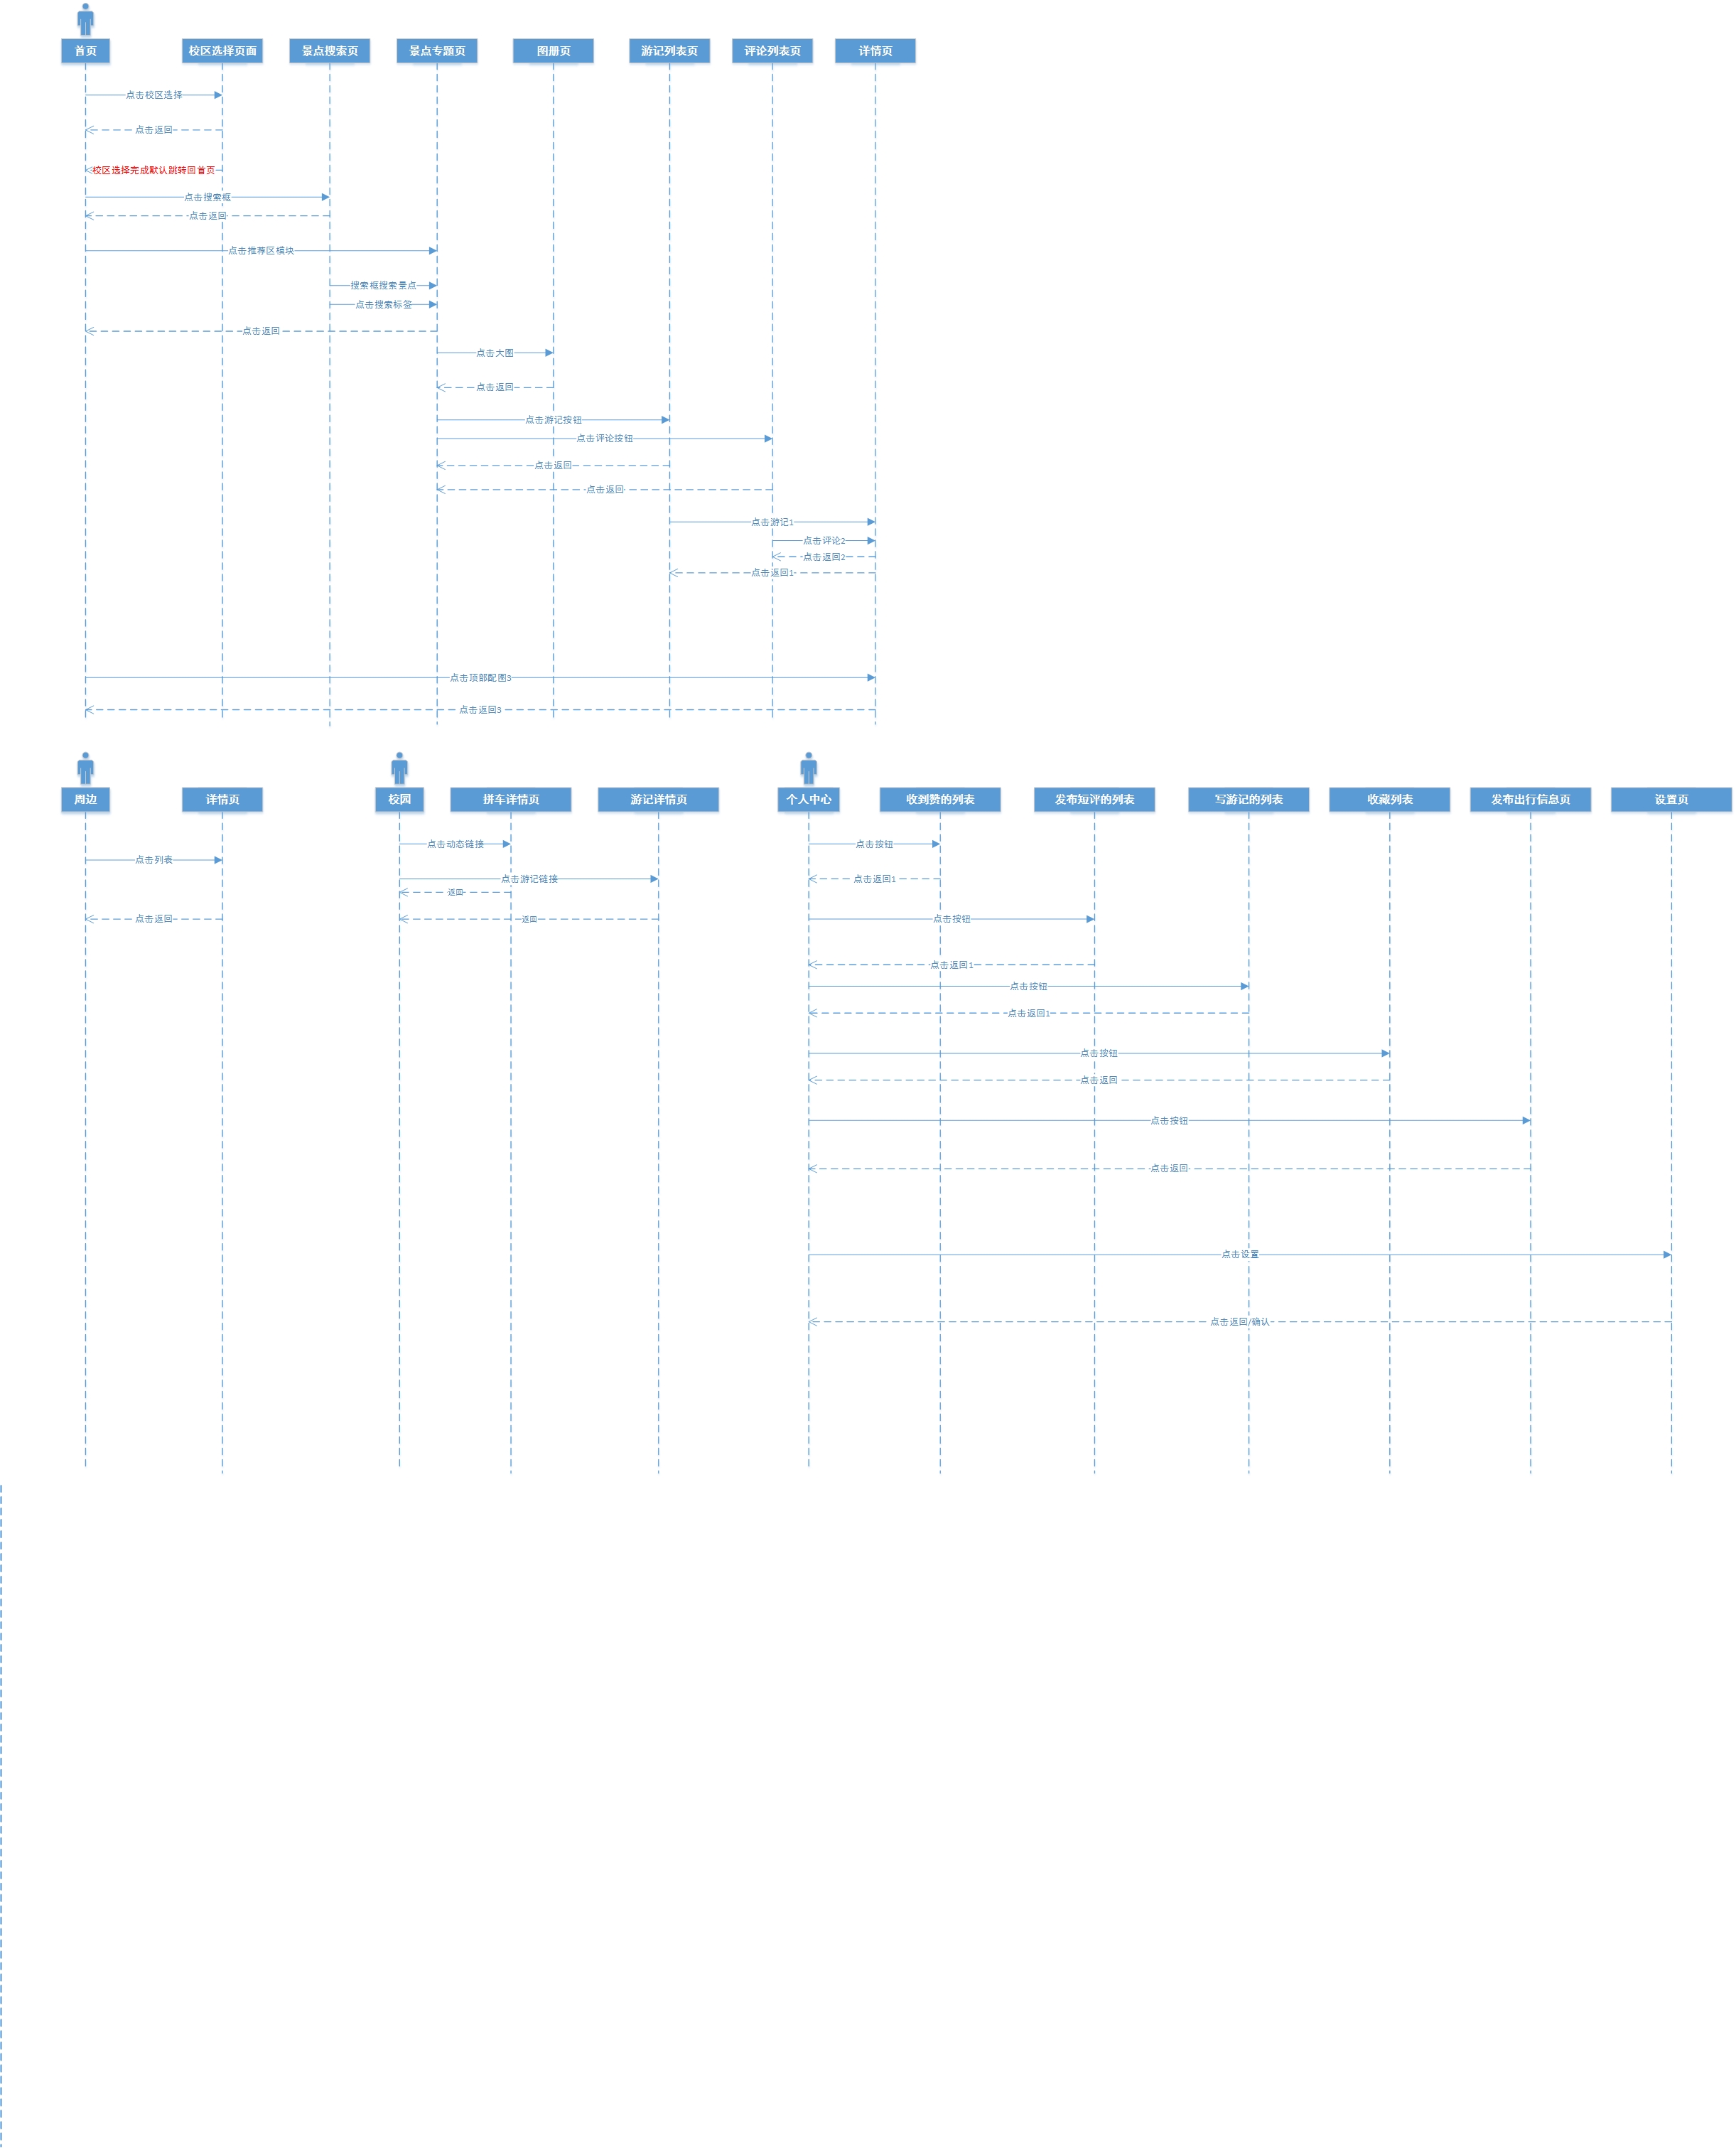 首页
校区选择页面
景点搜索页
景点专题页
图册页
游记列表页
评论列表页
详情页
点击校区选择
点击返回
校区选择完成默认跳转回首页
点击搜索框
点击返回
点击推荐区模块
搜索框搜索景点
点击搜索标签
点击返回
点击大图
点击返回
点击游记按钮
点击评论按钮
点击返回
点击返回
点击游记1
点击评论2
点击返回2
点击返回1
点击顶部配图3
点击返回3
周边
详情页
点击列表
点击返回
校园
拼车详情页
游记详情页
点击动态链接
点击游记链接
返回
返回
个人中心
收到赞的列表
发布短评的列表
写游记的列表
收藏列表
发布出行信息页
设置页
点击按钮
点击返回1
点击按钮
点击返回1
点击按钮
点击返回1
点击按钮
点击返回
点击按钮
点击返回
点击设置
点击返回/确认